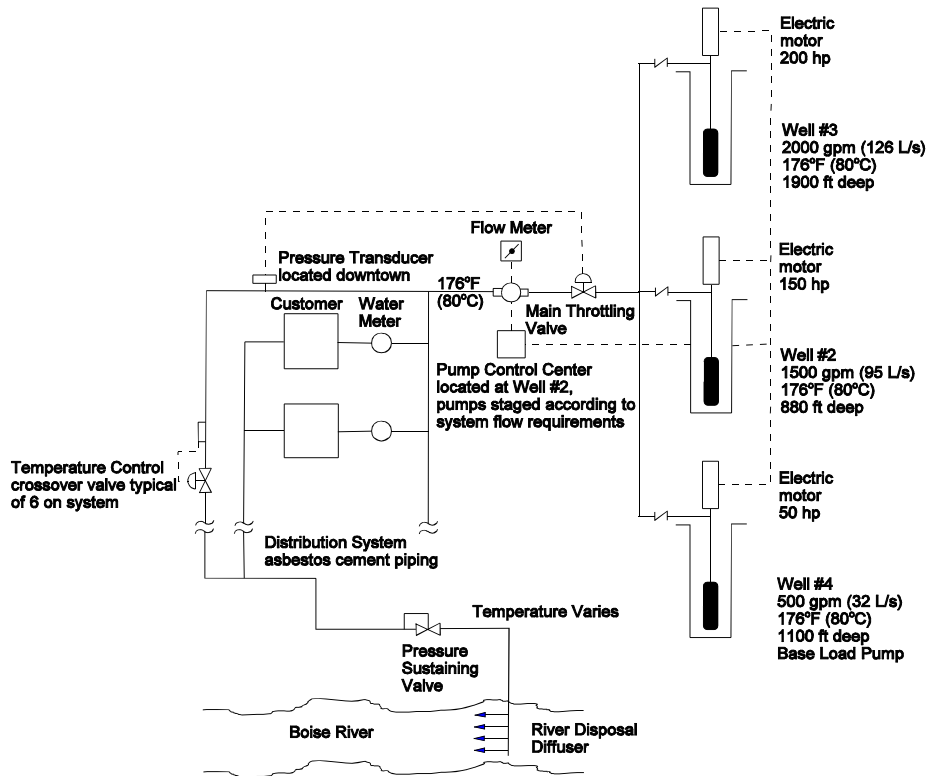 Electric
motor
200 hp
Well #3
2000 gpm (126 L/s)
176ºF (80ºC)
1900 ft deep
Flow Meter
Pressure Transducer
located downtown
176ºF
(80ºC)
Main Throttling
Valve
Electric
motor
150 hp
Customer
Water
Meter
Well #2
1500 gpm (95 L/s)
176ºF (80ºC)
880 ft deep
Pump Control Center
located at Well #2,
pumps staged according to
system flow requirements
Temperature Control
crossover valve typical
of 6 on system
Electric
motor
50 hp
Distribution System
asbestos cement piping
Well #4
500 gpm (32 L/s)
176ºF (80ºC)
1100 ft deep
Base Load Pump
Temperature Varies
Pressure
Sustaining
Valve
Boise River
River Disposal
Diffuser